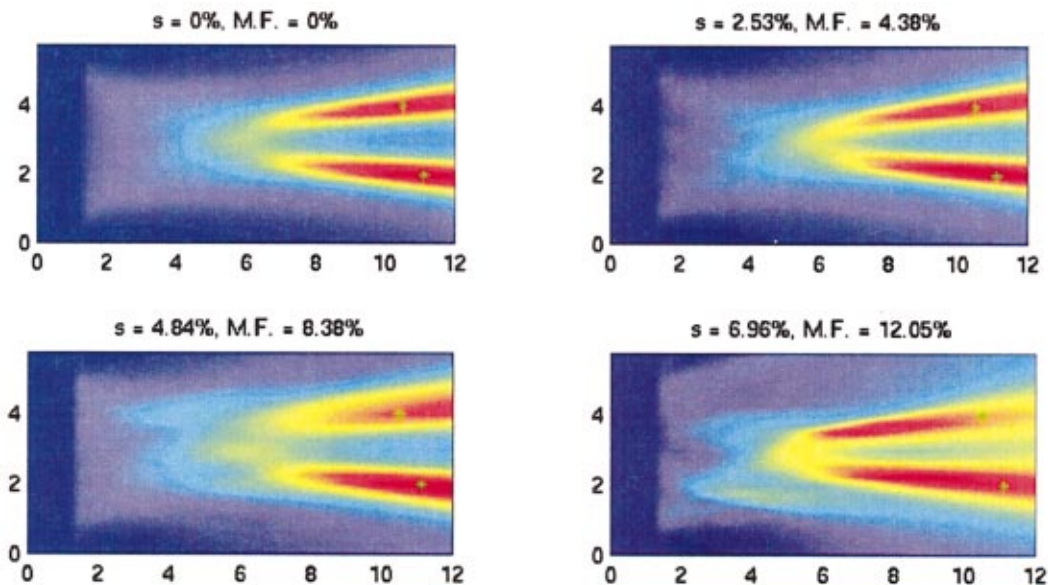 s = 0%, M.F. = 0%
4
2
0
0 2 4 6 8 10 12
s = 2.53%, M.F. = 4.38%
4
2
0
0 2 4 6 8 10 12
s = 4.84%, M.F. = 8.38%
4
2
0
0 2 4 6 8 10 12
s = 6.96%, M.F. = 12.05%
4
2
0
0 2 4 6 8 10 12